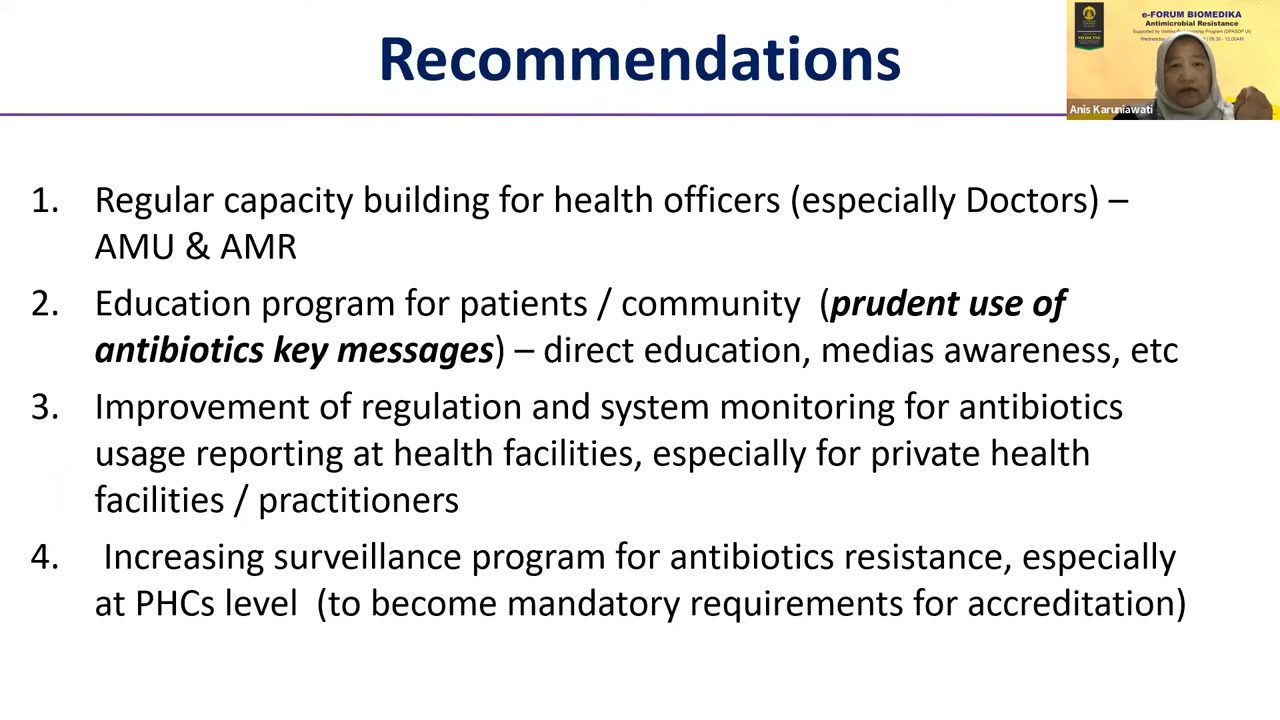 Recommendations
e-FORUM BIOMEDIKA
Antimicrobial Resistance
Anis Karuniawati
1. Regular capacity building for health officers (especially Doctors) –
AMU & AMR
2. Education program for patients / community (prudent use of
antibiotics key messages) – direct education, medias awareness, etc
3. Improvement of regulation and system monitoring for antibiotics
usage reporting at health facilities, especially for private health
facilities / practitioners
4. Increasing surveillance program for antibiotics resistance, especially
at PHCs level (to become mandatory requirements for accreditation)